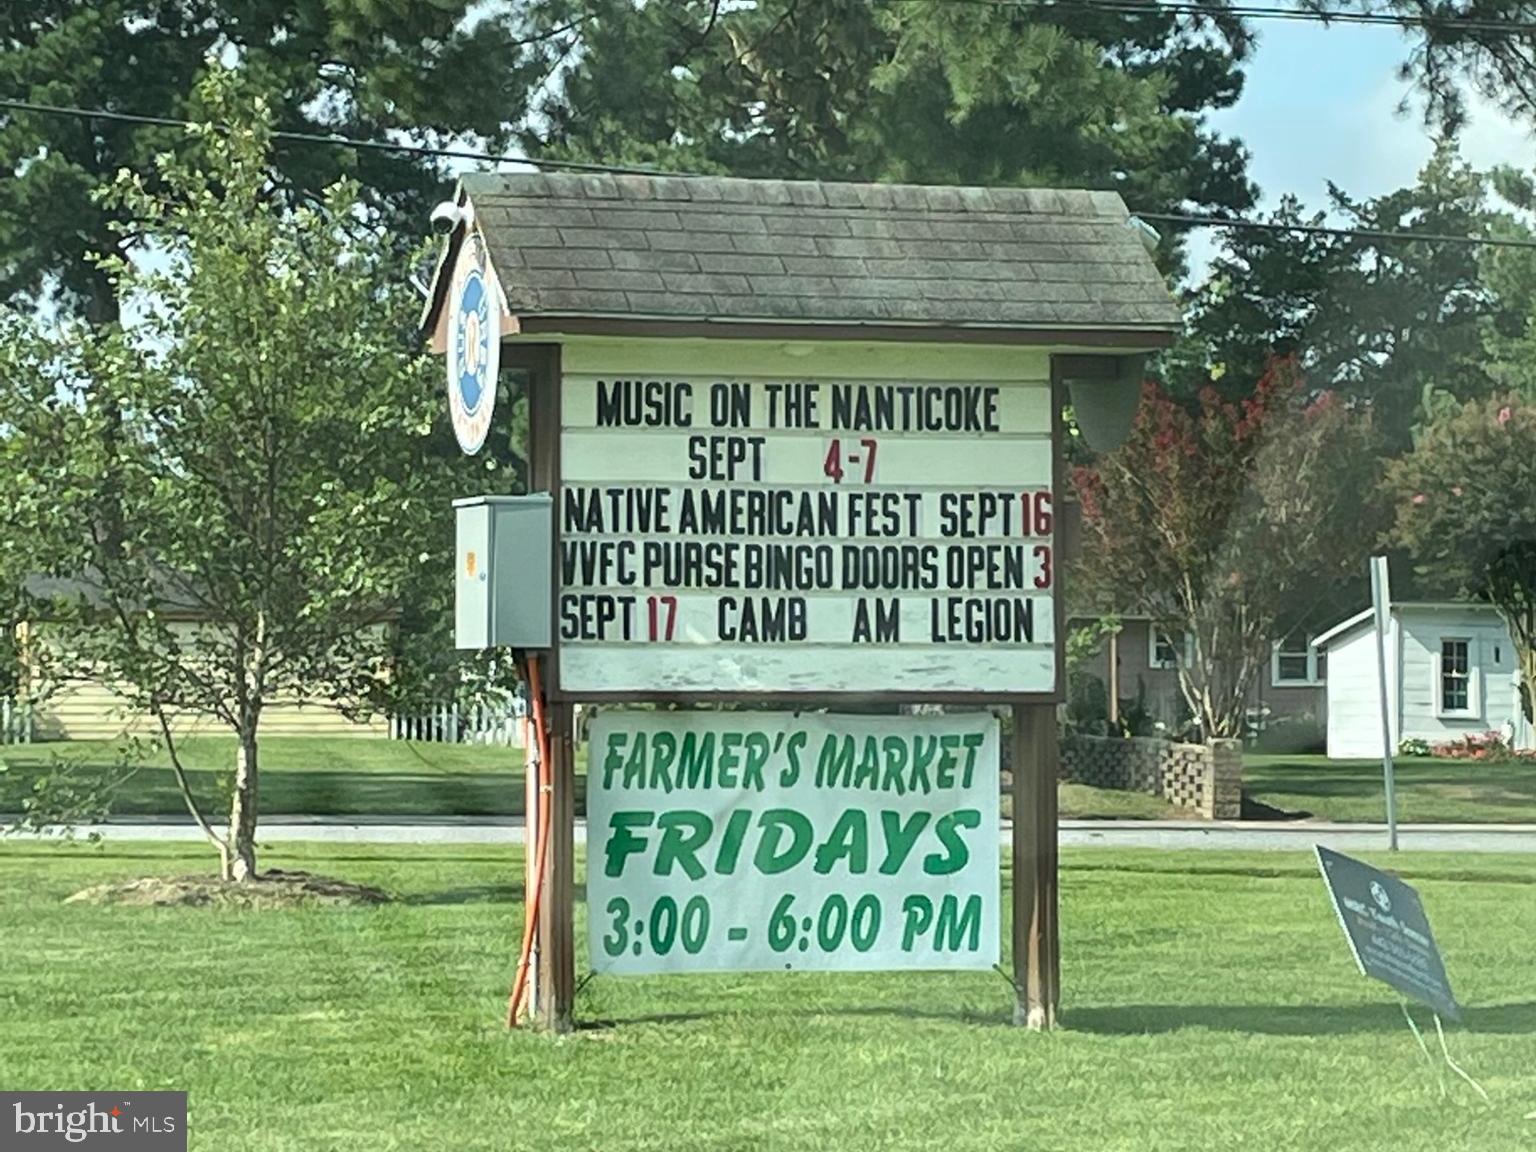 MUSIC ON THE NANTICOKE
SEPT 4-7
NATIVE AMERICAN FEST SEPT 16
VVFC PURSE BINGO DOORS OPEN 3
SEPT 17 CAMB AM LEGION
FARMER'S MARKET
FRIDAYS
3:00 - 6:00 PM
bright™ MLS